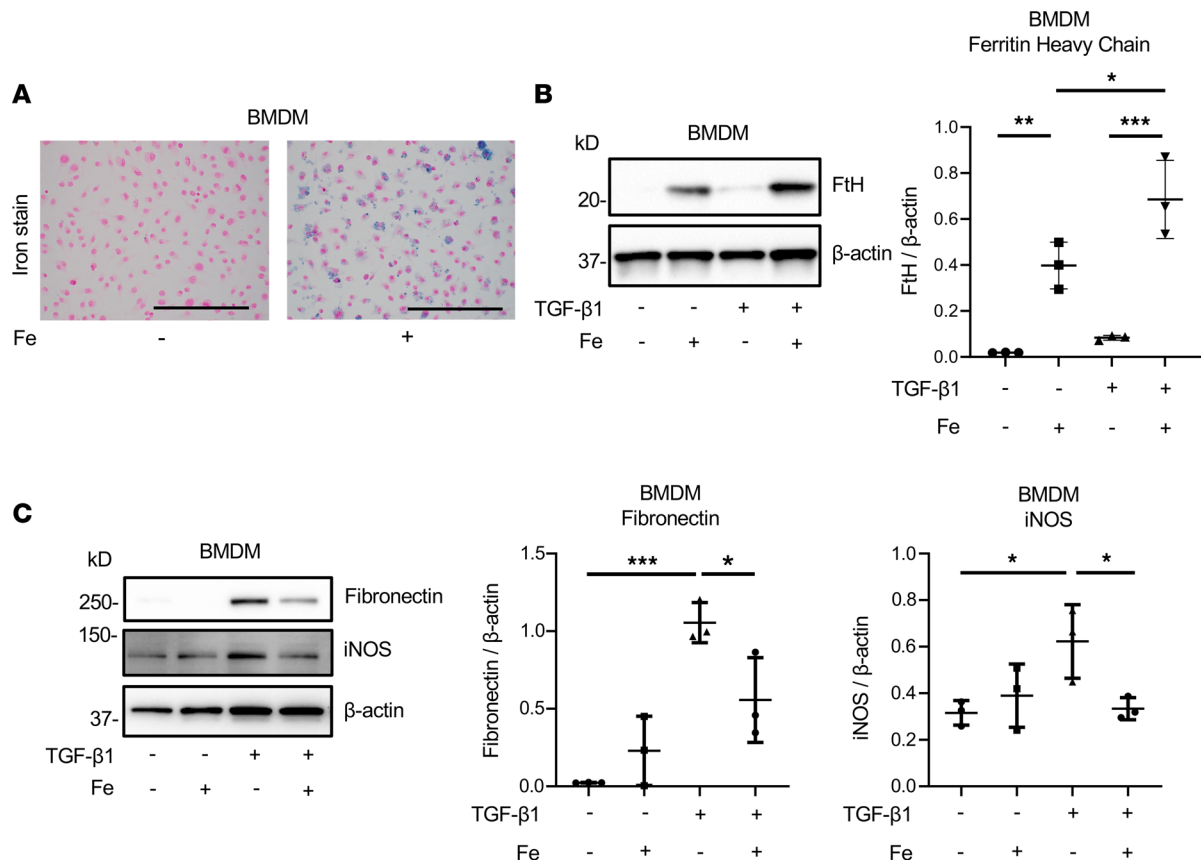 A
BMDM
Iron stain
Fe - +
B
BMDM
kD
20-
37-
FtH
β-actin
TGF-β1 - - + +
Fe - + - +
BMDM
Ferritin Heavy Chain
*
** ***
FtH / β-actin
1.0
0.8
0.6
0.4
0.2
0.0
TGF-β1 - - + +
Fe - + - +
C
BMDM
kD
250-
150-
37-
Fibronectin
iNOS
β-actin
TGF-β1 - - + +
Fe - + - +
BMDM
Fibronectin
*** *
Fibronectin / β-actin
1.5
1.0
0.5
0.0
TGF-β1 - - + +
Fe - + - +
BMDM
iNOS
* *
iNOS / β-actin
1.0
0.8
0.6
0.4
0.2
0.0
TGF-β1 - - + +
Fe - + - +